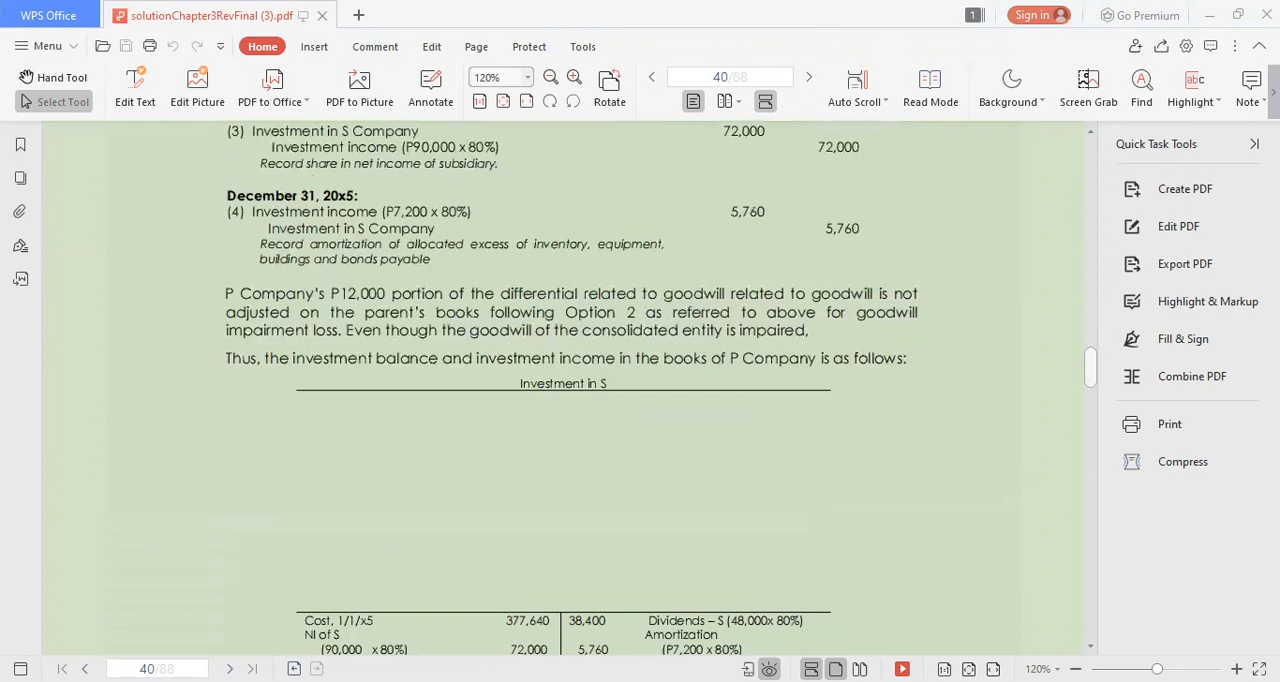 WPS Office
solutionChapter3RevFinal (3).pdf
1
Sign in
Go Premium
Menu
Home
Insert
Comment
Edit
Page
Protect
Tools
Hand Tool
Select Tool
Edit Text
Edit Picture
PDF to Office
PDF to Picture
Annotate
120%
Rotate
40/88
Auto Scroll
Read Mode
Background
Screen Grab
Find
Highlight
Note
(3) Investment in S Company 72,000
Investment income (P90,000 x 80%) 72,000
Record share in net income of subsidiary.
December 31, 20x5:
(4) Investment income (P7,200 x 80%) 5,760
Investment in S Company 5,760
Record amortization of allocated excess of inventory, equipment,
buildings and bonds payable
P Company's P12,000 portion of the differential related to goodwill related to goodwill is not
adjusted on the parent's books following Option 2 as referred to above for goodwill
impairment loss. Even though the goodwill of the consolidated entity is impaired,
Thus, the investment balance and investment income in the books of P Company is as follows:
Investment in S
Cost, 1/1/x5 377,640 38,400 Dividends – S (48,000x 80%)
NI of S Amortization
(90,000 x 80%) 72,000 5,760 (P7,200 x 80%)
Quick Task Tools
Create PDF
Edit PDF
Export PDF
Highlight & Markup
Fill & Sign
Combine PDF
Print
Compress
40/88
120%